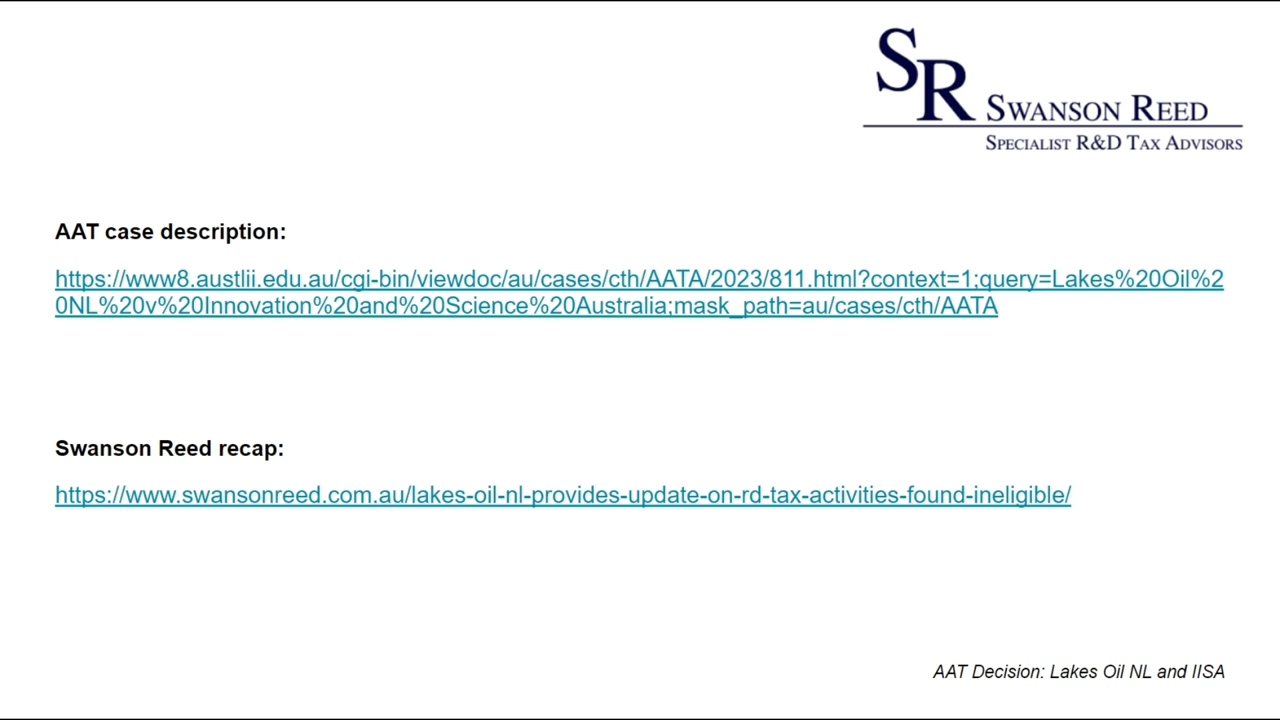 SR SWANSON REED
SPECIALIST R&D TAX ADVISORS
AAT case description:
https://www8.austlii.edu.au/cgi-bin/viewdoc/au/cases/cth/AATA/2023/811.html?context=1;query=Lakes%20Oil%2
0NL%20v%20Innovation%20and%20Science%20Australia;mask_path=au/cases/cth/AATA
Swanson Reed recap:
https://www.swansonreed.com.au/lakes-oil-nl-provides-update-on-rd-tax-activities-found-ineligible/
AAT Decision: Lakes Oil NL and IISA